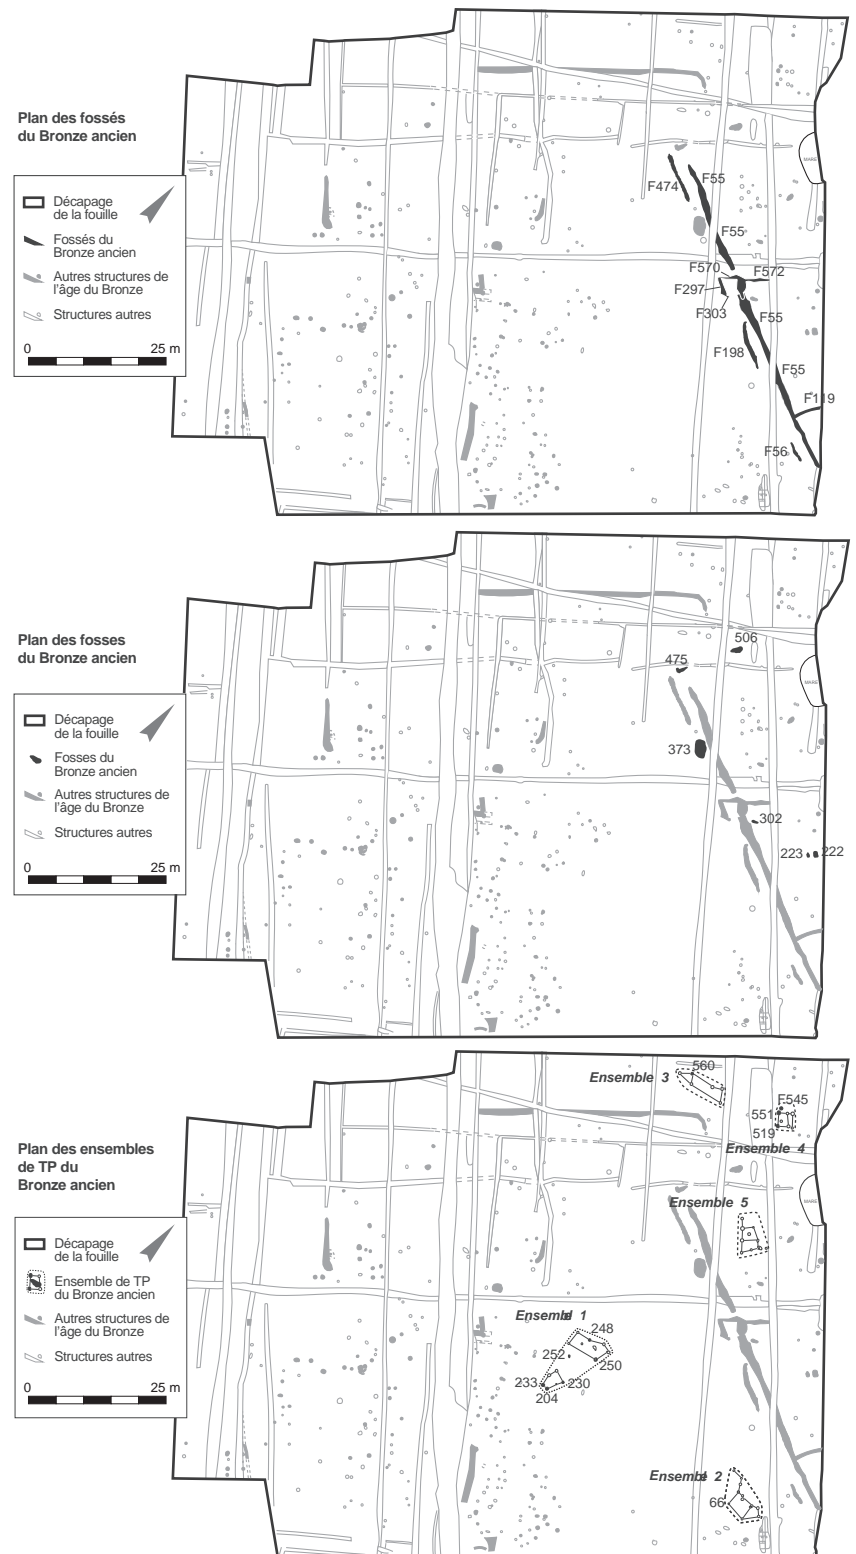 Plan des fossés
du Bronze ancien
Décapage
de la fouille
Fossés du
Bronze ancien
Autres structures de
l'âge du Bronze
Structures autres
0 25 m
MARE
F474
F55
F55
F570
F572
F297
F303
F55
F198
F55
F119
F56
Plan des fosses
du Bronze ancien
Décapage
de la fouille
Fosses du
Bronze ancien
Autres structures de
l'âge du Bronze
Structures autres
0 25 m
506
475
MARE
373
302
223 222
Plan des ensembles
de TP du
Bronze ancien
Décapage
de la fouille
Ensemble de TP
du Bronze ancien
Autres structures de
l'âge du Bronze
Structures autres
0 25 m
560
Ensemble 3
F545
551
519
Ensemble 4
MARE
Ensemble 5
Ensemble 1
248
252
250
233 230
204
Ensemble 2
66